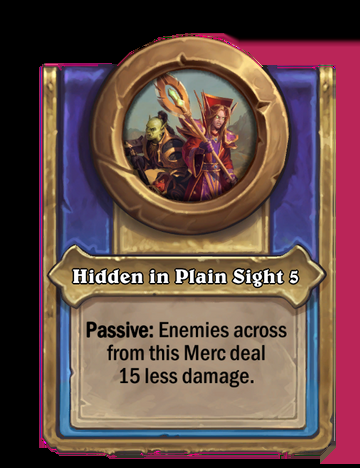 Hidden in Plain Sight 5
Passive: Enemies across
from this Merc deal
15 less damage.